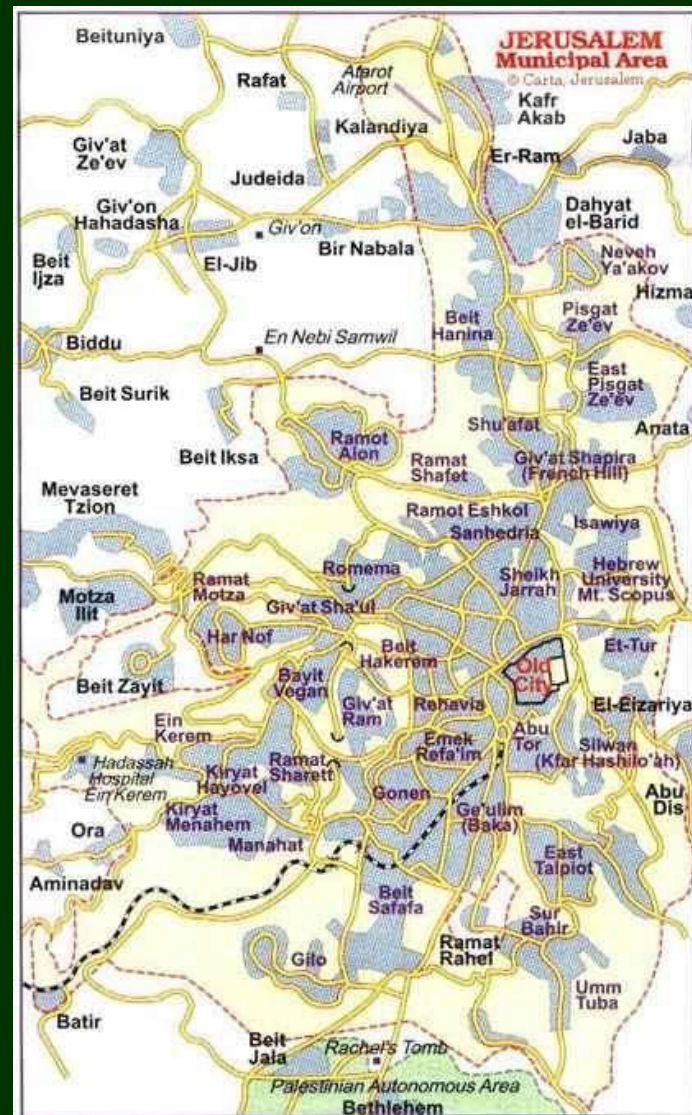 JERUSALEM
Municipal Area
© Carta, Jerusalem
Beituniya
Rafat
Atarot
Airport
Kafr
Akab
Kalandiya
Jaba
Giv'at
Ze'ev
Er-Ram
Judeida
Giv'on
Hahadasha
Dahyat
el-Barid
Giv'on
Bir Nabala
Beit
Ijza
El-Jib
Neveh
Ya'akov
Hizma
Pisgat
Ze'ev
Beit
Hanina
En Nebi Samwil
Biddu
East
Pisgat
Ze'ev
Beit Surik
Shu'afat
Anata
Ramot
Alon
Beit Iksa
Ramat
Shafet
Giv'at Shapira
(French Hill)
Mevaseret
Tzion
Ramot Eshkol
Sanhedria
Isawiya
Romema
Sheikh
Jarrah
Hebrew
University
Mt. Scopus
Motza
Ilit
Ramat
Motza
Giv'at Sha'ul
Har Nof
Beit
Hakerem
Et-Tur
Old
City
Beit Zayit
Bayit
Vegan
Giv'at
Ram
Rehavia
El-Eizariya
Ein
Kerem
Abu
Tor
Silwan
(Kfar Hashilo'ah)
Emek
Refa'im
Hadassah
Hospital
Ein Kerem
Ramat
Sharett
Kiryat
Hayovel
Gonen
Abu
Dis
Kiryat
Menahem
Ge'ulim
(Baka)
Ora
Manahat
East
Talpiot
Aminadav
Beit
Safafa
Sur
Bahir
Ramat
Rahel
Gilo
Umm
Tuba
Batir
Beit
Jala
Rachel's Tomb
Palestinian Autonomous Area
Bethlehem